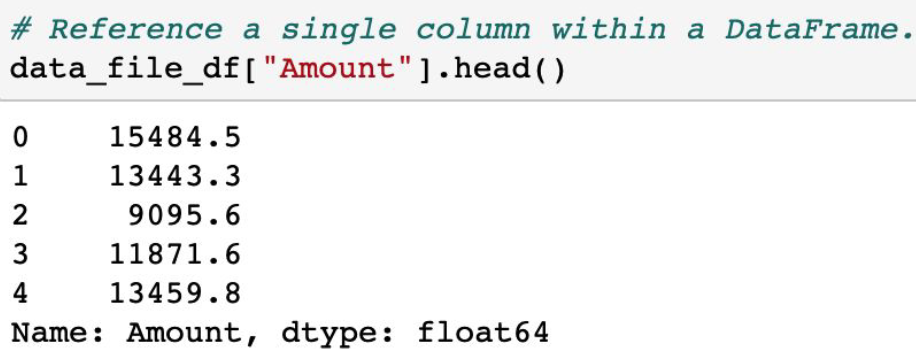 # Reference a single column within a DataFrame.
data_file_df["Amount"].head()
0    15484.5
1    13443.3
2     9095.6
3    11871.6
4    13459.8
Name: Amount, dtype: float64